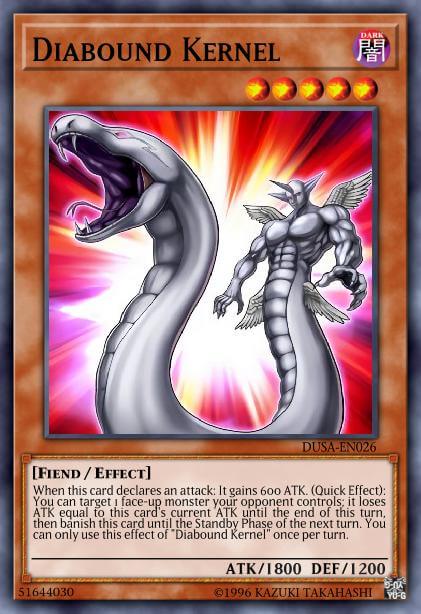 Diabound Kernel
DARK
闇
DUSA-EN026
[Fiend / Effect]
When this card declares an attack: It gains 600 ATK. (Quick Effect):
You can target 1 face-up monster your opponent controls; it loses
ATK equal to this card's current ATK until the end of this turn,
then banish this card until the Standby Phase of the next turn. You
can only use this effect of "Diabound Kernel" once per turn.
ATK/1800 DEF/1200
51644030
©1996 KAZUKI TAKAHASHI